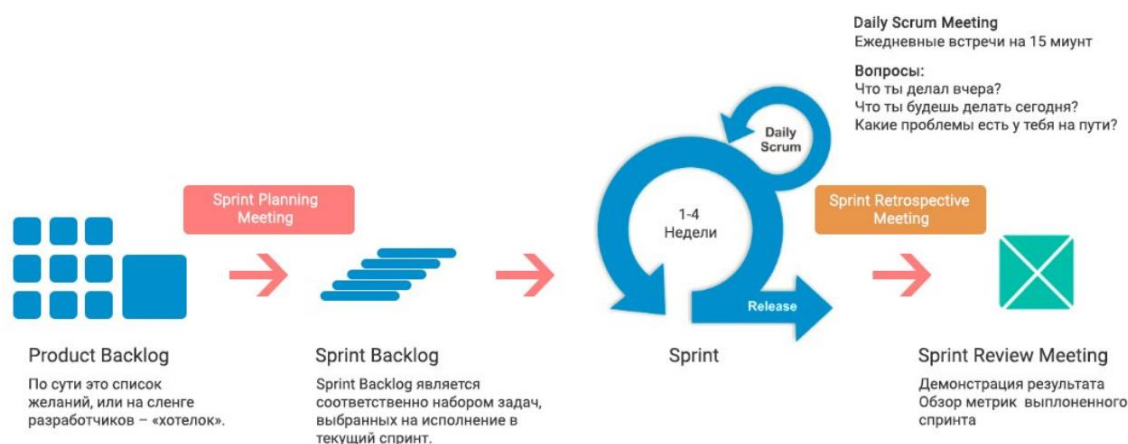 Daily Scrum Meeting
Ежедневные встречи на 15 миунт
Вопросы:
Что ты делал вчера?
Что ты будешь делать сегодня?
Какие проблемы есть у тебя на пути?
Daily
Scrum
Sprint Planning
Meeting
1-4
Недели
Sprint Retrospective
Meeting
Release
Product Backlog
По сути это список
желаний, или на сленге
разработчиков – «хотелок».
Sprint Backlog
Sprint Backlog является
соответственно набором задач,
выбранных на исполнение в
текущий спринт.
Sprint
Sprint Review Meeting
Демонстрация результата
Обзор метрик выплоненного
спринта